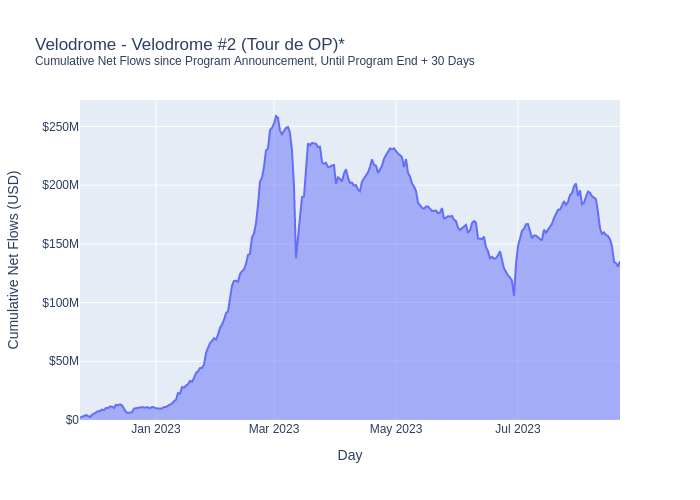 Velodrome - Velodrome #2 (Tour de OP)*
Cumulative Net Flows since Program Announcement, Until Program End + 30 Days
Cumulative Net Flows (USD)
$250M
$200M
$150M
$100M
$50M
$0
Jan 2023
Mar 2023
May 2023
Jul 2023
Day